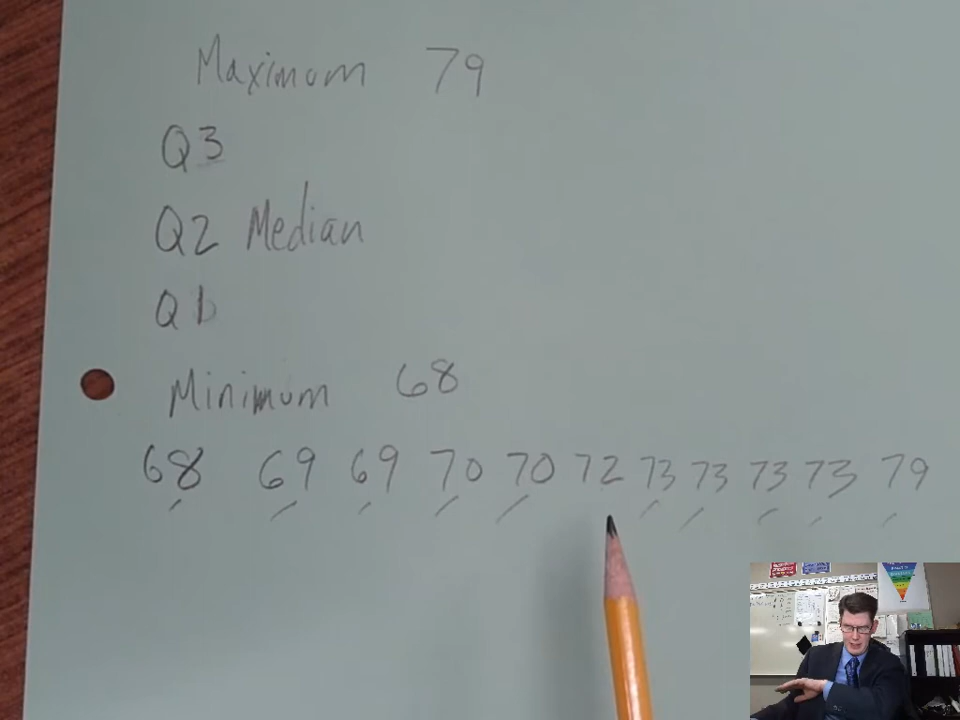 Maximum 79
Q3
Q2 Median
Q1
Minimum 68
68 69 69 70 70 72 73 73 73 73 79